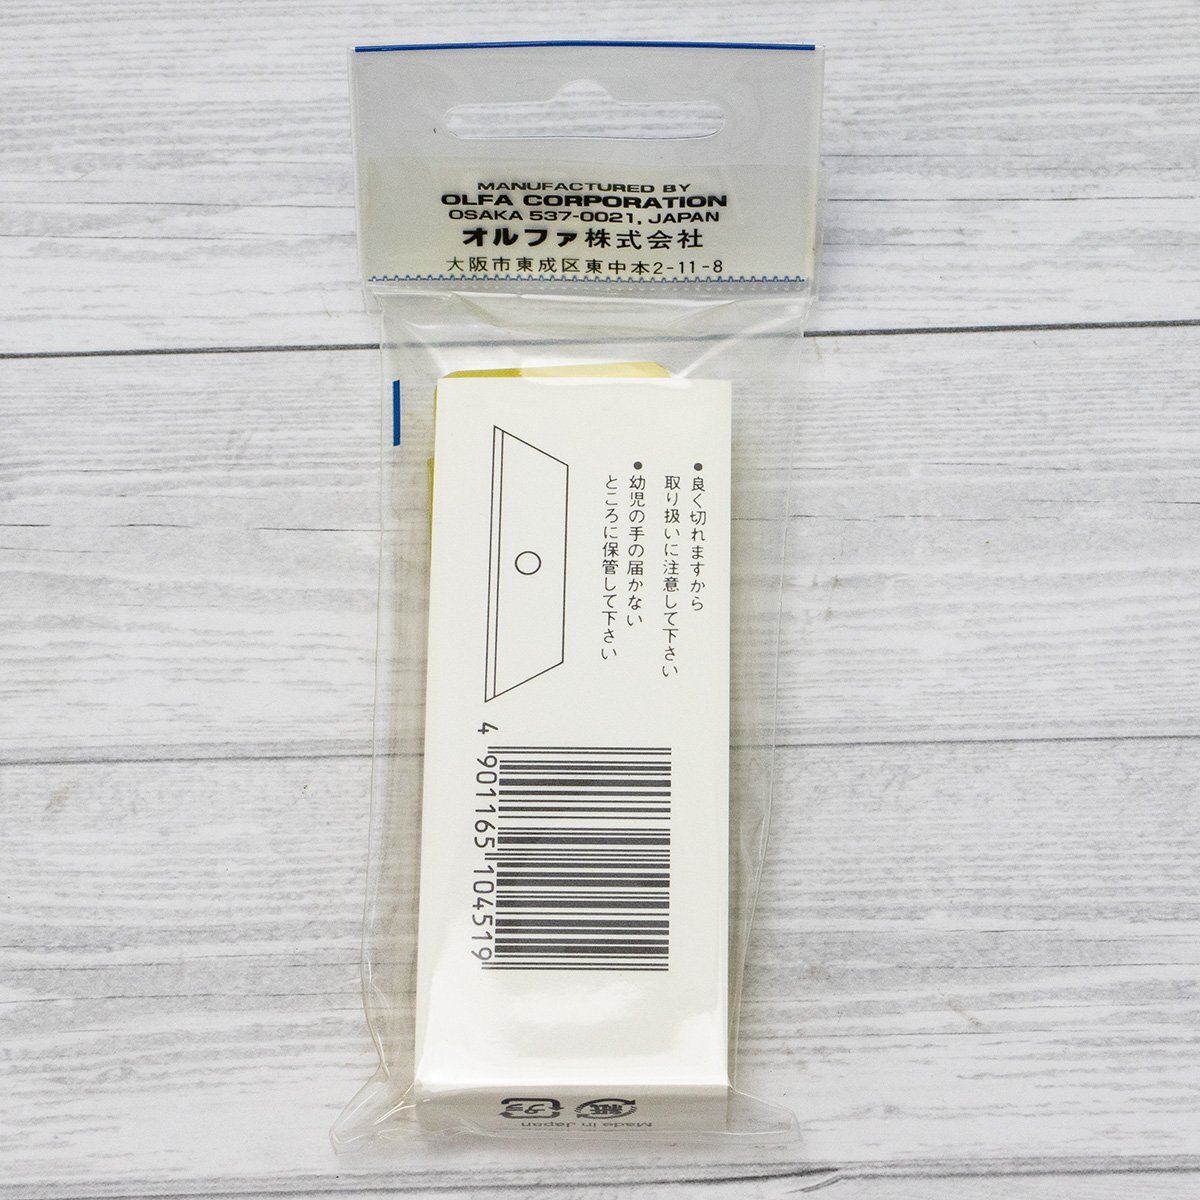 MANUFACTURED BY
OLFA CORPORATION
OSAKA 537-0021, JAPAN
オルファ株式会社
大阪市東成区東中本2-11-8
●良く切れますから
取り扱いに注意して下さい
●幼児の手の届かない
ところに保管して下さい
4 901165 104519
紙
プラ
Made in Japan